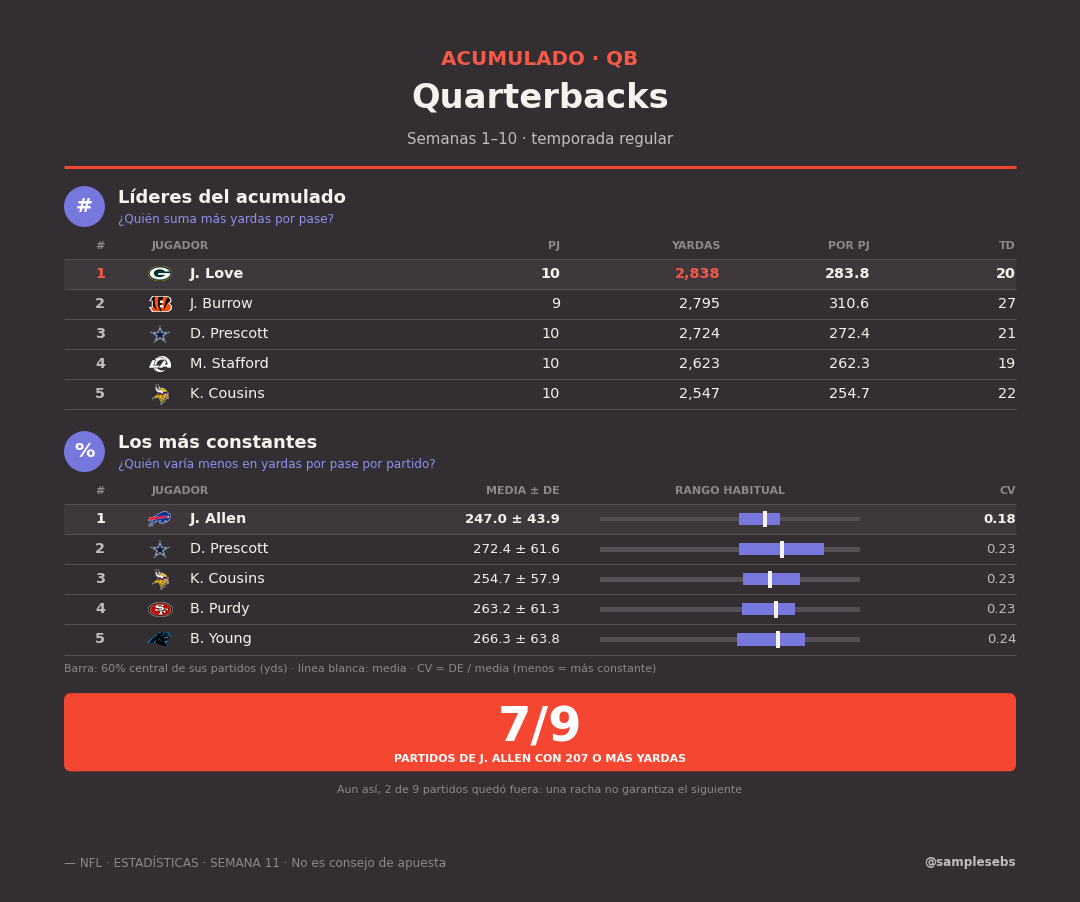 ACUMULADO · QB
Quarterbacks
Semanas 1–10 · temporada regular
# Líderes del acumulado
¿Quién suma más yardas por pase?
# JUGADOR PJ YARDAS POR PJ TD
1 J. Love 10 2,838 283.8 20
2 J. Burrow 9 2,795 310.6 27
3 D. Prescott 10 2,724 272.4 21
4 M. Stafford 10 2,623 262.3 19
5 K. Cousins 10 2,547 254.7 22
% Los más constantes
¿Quién varía menos en yardas por pase por partido?
# JUGADOR MEDIA ± DE RANGO HABITUAL CV
1 J. Allen 247.0 ± 43.9 0.18
2 D. Prescott 272.4 ± 61.6 0.23
3 K. Cousins 254.7 ± 57.9 0.23
4 B. Purdy 263.2 ± 61.3 0.23
5 B. Young 266.3 ± 63.8 0.24
Barra: 60% central de sus partidos (yds) · línea blanca: media · CV = DE / media (menos = más constante)
7/9
PARTIDOS DE J. ALLEN CON 207 O MÁS YARDAS
Aun así, 2 de 9 partidos quedó fuera: una racha no garantiza el siguiente
— NFL · ESTADÍSTICAS · SEMANA 11 · No es consejo de apuesta
@samplesebs